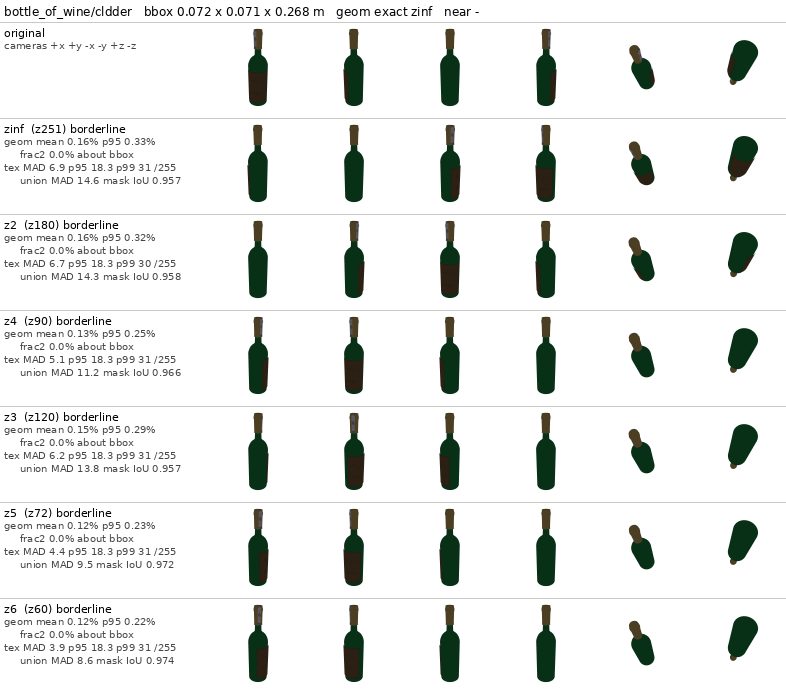 bottle_of_wine/cldder bbox 0.072 x 0.071 x 0.268 m geom exact zinf near -
original
cameras +x +y -x -y +z -z
zinf (z251) borderline
geom mean 0.16% p95 0.33%
frac2 0.0% about bbox
tex MAD 6.9 p95 18.3 p99 31 /255
union MAD 14.6 mask IoU 0.957
z2 (z180) borderline
geom mean 0.16% p95 0.32%
frac2 0.0% about bbox
tex MAD 6.7 p95 18.3 p99 30 /255
union MAD 14.3 mask IoU 0.958
z4 (z90) borderline
geom mean 0.13% p95 0.25%
frac2 0.0% about bbox
tex MAD 5.1 p95 18.3 p99 31 /255
union MAD 11.2 mask IoU 0.966
z3 (z120) borderline
geom mean 0.15% p95 0.29%
frac2 0.0% about bbox
tex MAD 6.2 p95 18.3 p99 31 /255
union MAD 13.8 mask IoU 0.957
z5 (z72) borderline
geom mean 0.12% p95 0.23%
frac2 0.0% about bbox
tex MAD 4.4 p95 18.3 p99 31 /255
union MAD 9.5 mask IoU 0.972
z6 (z60) borderline
geom mean 0.12% p95 0.22%
frac2 0.0% about bbox
tex MAD 3.9 p95 18.3 p99 31 /255
union MAD 8.6 mask IoU 0.974